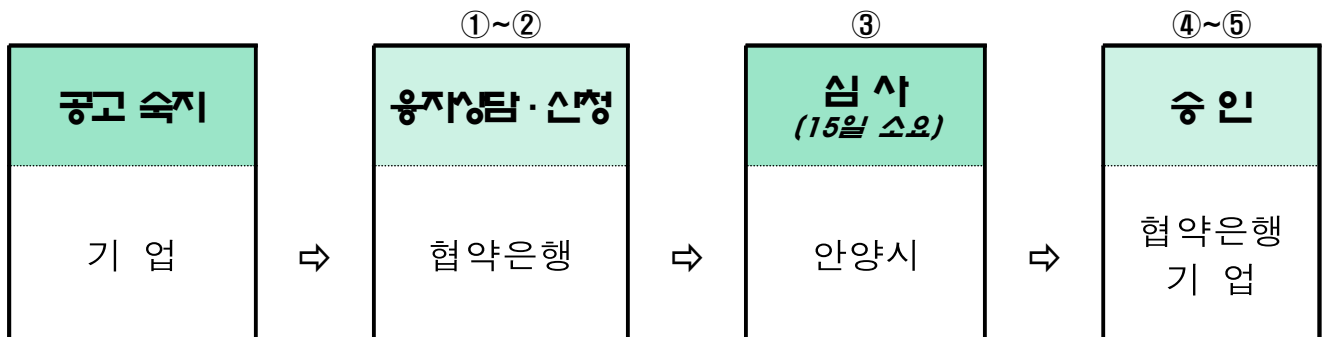 ①~②
③
④~⑤
공고 숙지
융자상담·신청
심 사
(15일 소요)
승 인
기 업
⇨
협약은행
⇨
안양시
⇨
협약은행
기 업